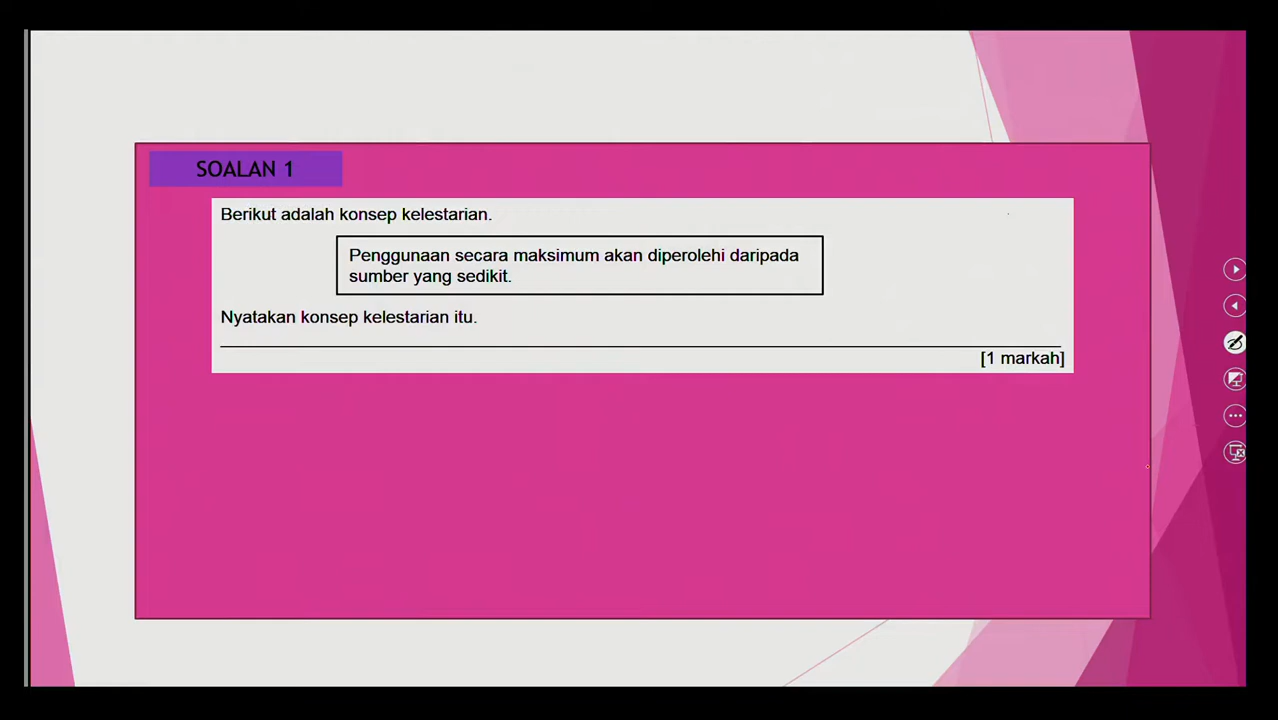 SOALAN 1
Berikut adalah konsep kelestarian.
Penggunaan secara maksimum akan diperolehi daripada
sumber yang sedikit.
Nyatakan konsep kelestarian itu.
[1 markah]